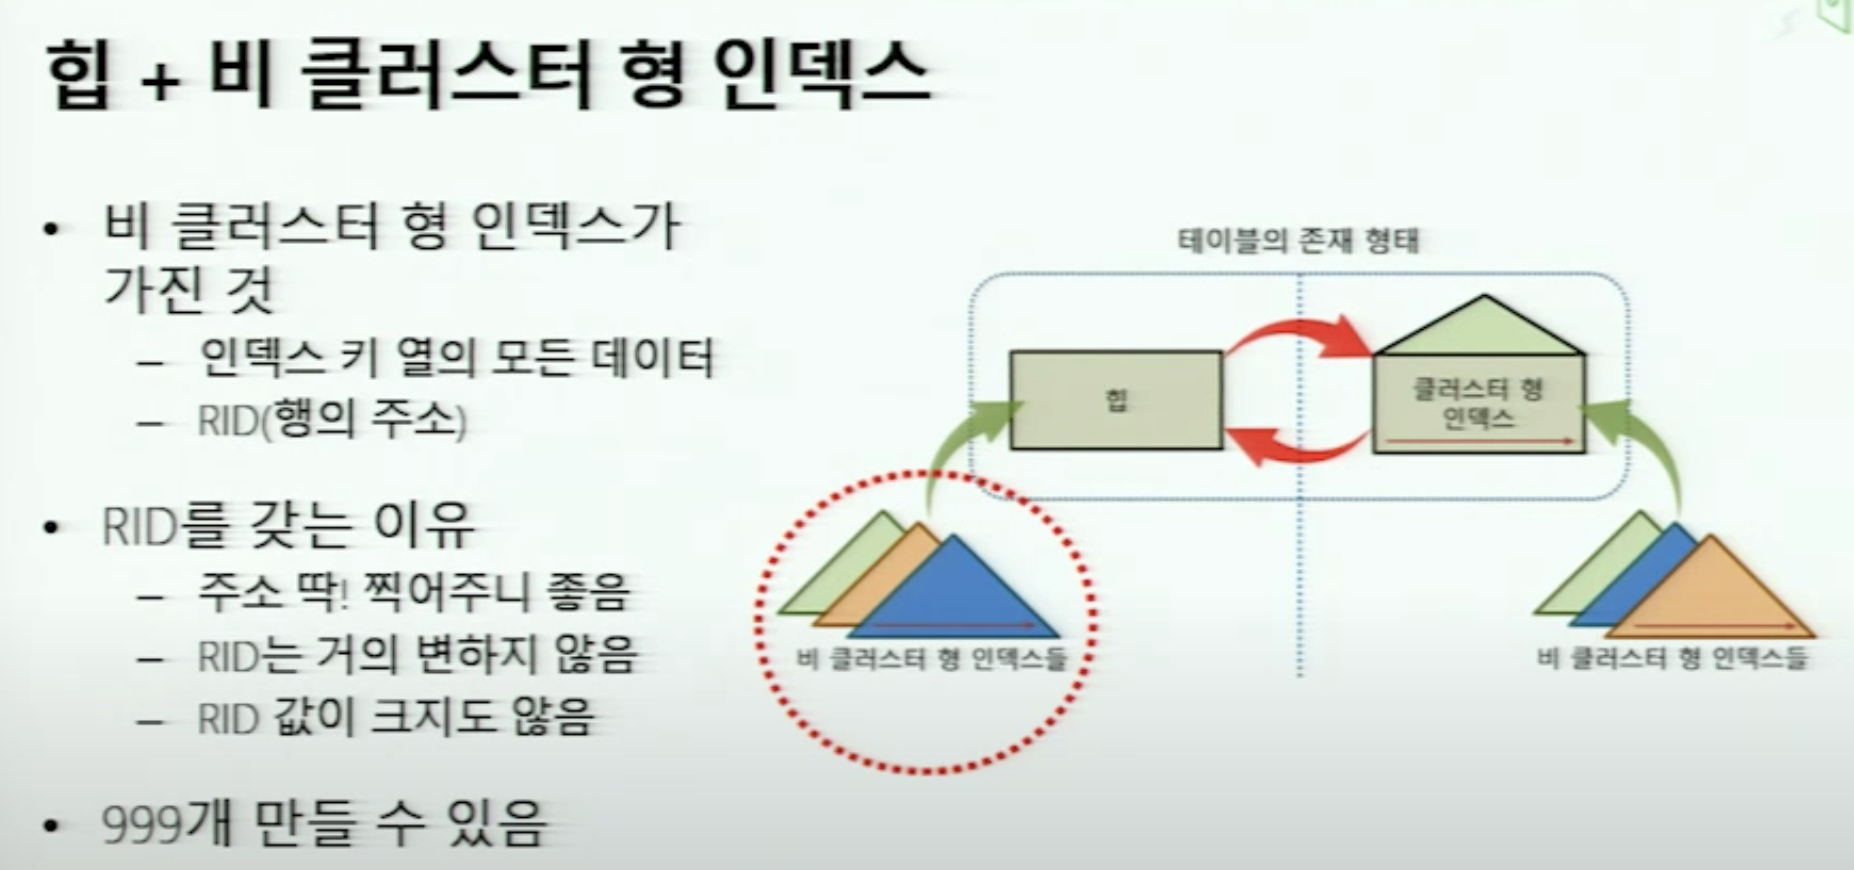 힙 + 비 클러스터 형 인덱스
• 비 클러스터 형 인덱스가
가진 것
– 인덱스 키 열의 모든 데이터
– RID(행의 주소)
• RID를 갖는 이유
– 주소 딱! 찍어주니 좋음
– RID는 거의 변하지 않음
– RID 값이 크지도 않음
• 999개 만들 수 있음
테이블의 존재 형태
힙
클러스터 형
인덱스
비 클러스터 형 인덱스들
비 클러스터 형 인덱스들